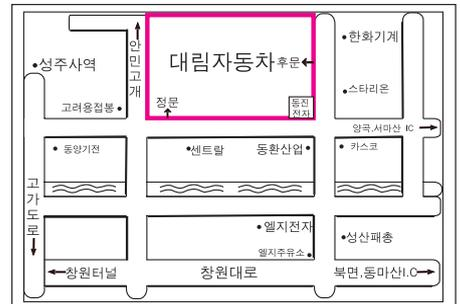 안민고개
대림자동차
후문
한화기계
성주사역
정문
동진
전자
스타리온
고려용접봉
양곡.서마산 IC
동양기전
센트랄
동환산업
카스코
고가도로
엘지전자
성산패총
엘지주유소
창원터널
창원대로
북면,동마산I.C